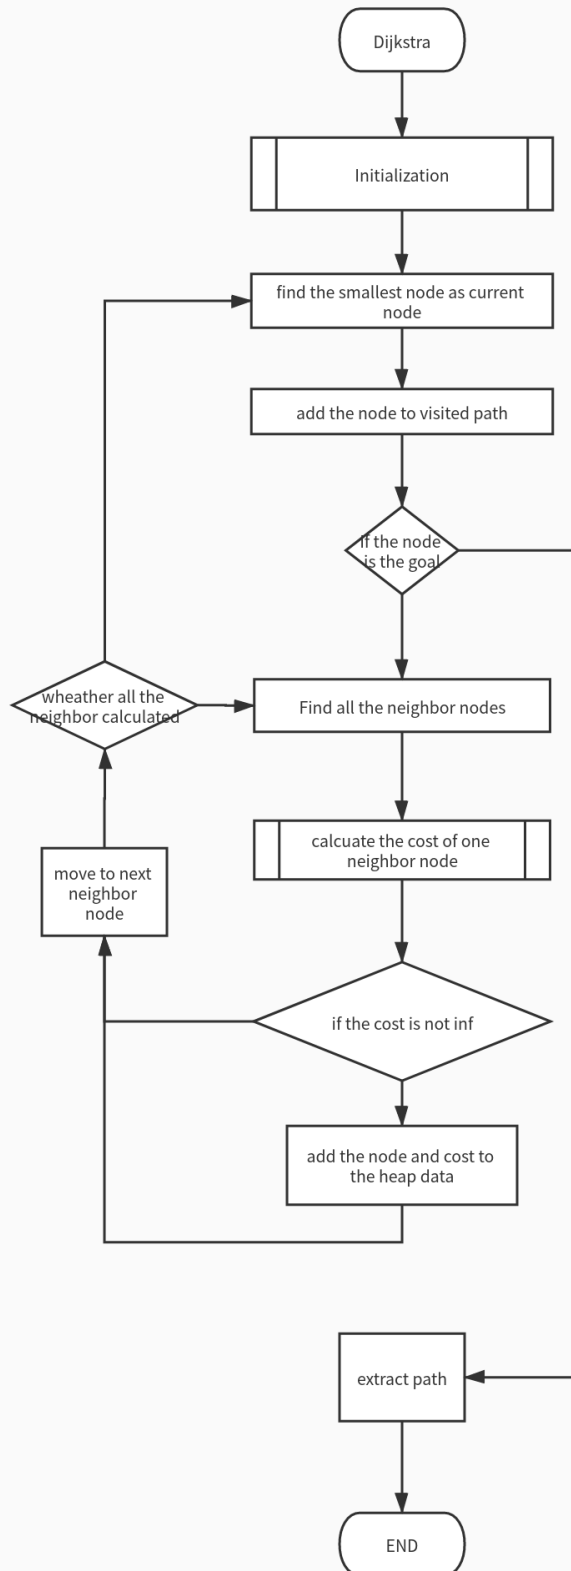 Dijkstra
Initialization
find the smallest node as current
node
add the node to visited path
if the node
is the goal
wheather all the
neighbor calculated
Find all the neighbor nodes
calcuate the cost of one
neighbor node
move to next
neighbor
node
if the cost is not inf
add the node and cost to
the heap data
extract path
END